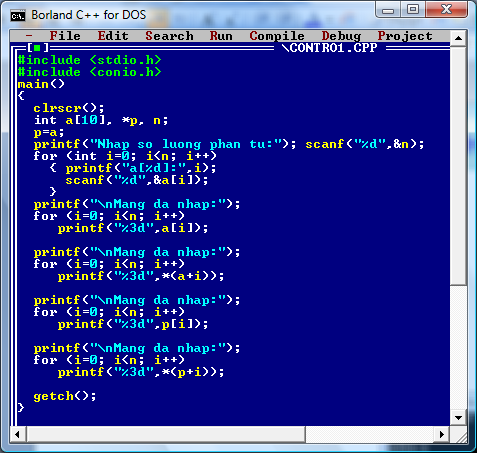 Borland C++ for DOS
- File Edit Search Run Compile Debug Project
[■] \CONTRO1.CPP
#include <stdio.h>
#include <conio.h>
main()
{
  clrscr();
  int a[10], *p, n;
  p=a;
  printf("Nhap so luong phan tu:"); scanf("%d",&n);
  for (int i=0; i<n; i++)
    { printf("a[%d]:",i);
      scanf("%d",&a[i]);
    }
  printf("\nMang da nhap:");
  for (i=0; i<n; i++)
     printf("%3d",a[i]);

  printf("\nMang da nhap:");
  for (i=0; i<n; i++)
     printf("%3d",*(a+i));

  printf("\nMang da nhap:");
  for (i=0; i<n; i++)
     printf("%3d",p[i]);

  printf("\nMang da nhap:");
  for (i=0; i<n; i++)
     printf("%3d",*(p+i));

  getch();
}